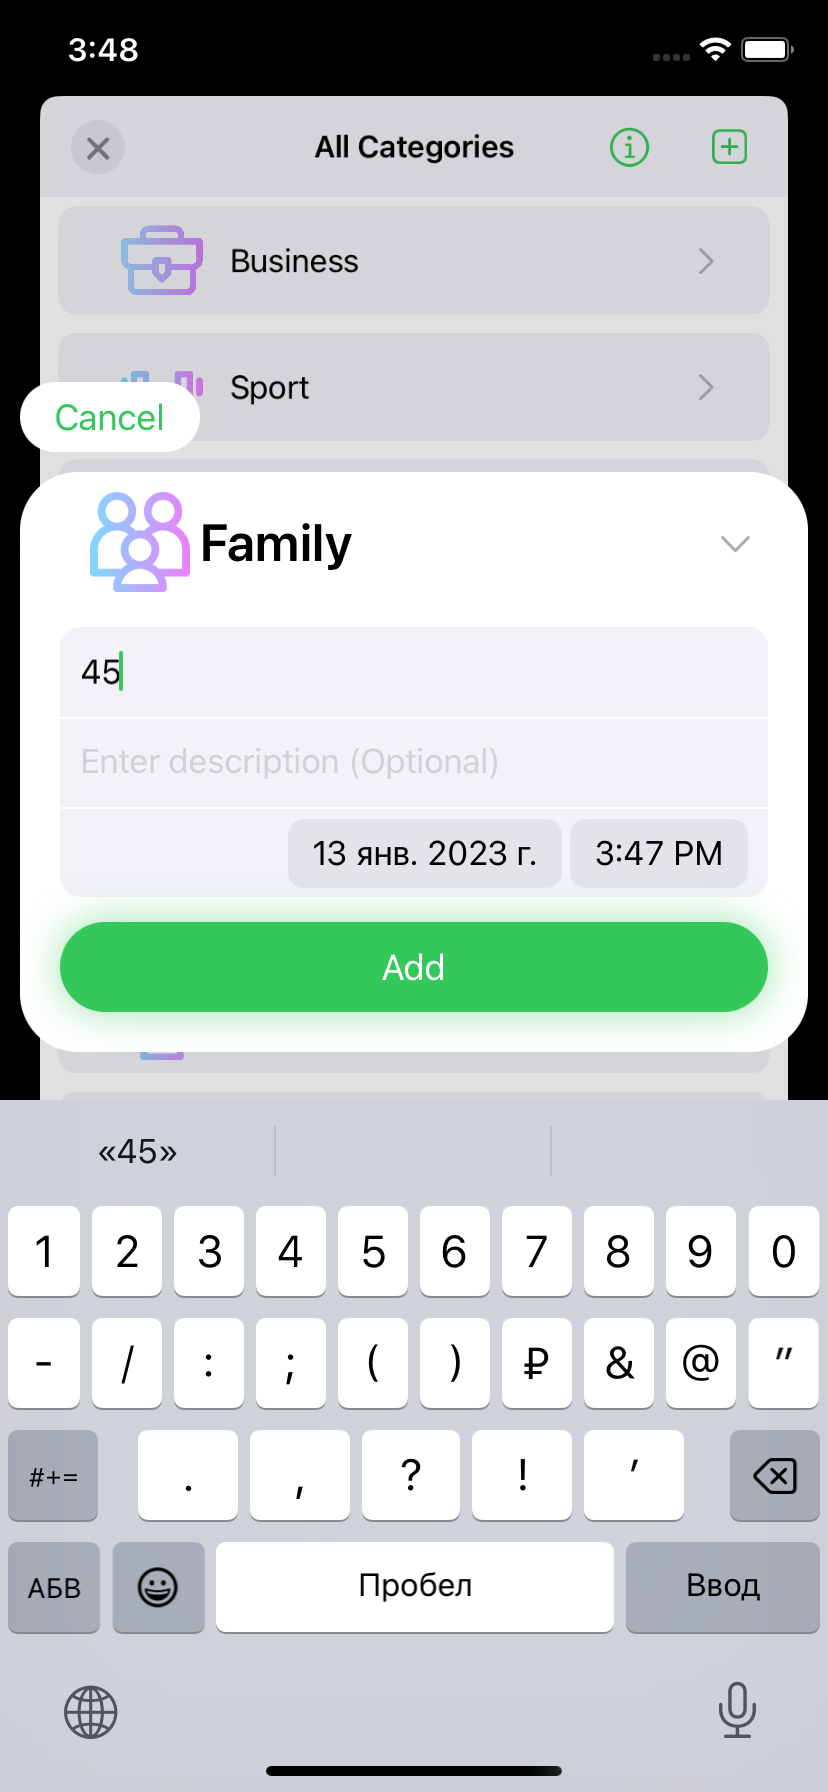 3:48
All Categories
Business
Sport
Cancel
Family
45
Enter description (Optional)
13 янв. 2023 г. 3:47 PM
Add
«45»
1 2 3 4 5 6 7 8 9 0
- / : ; ( ) ₽ & @ "
#+= . , ? ! ’
АБВ Пробел Ввод